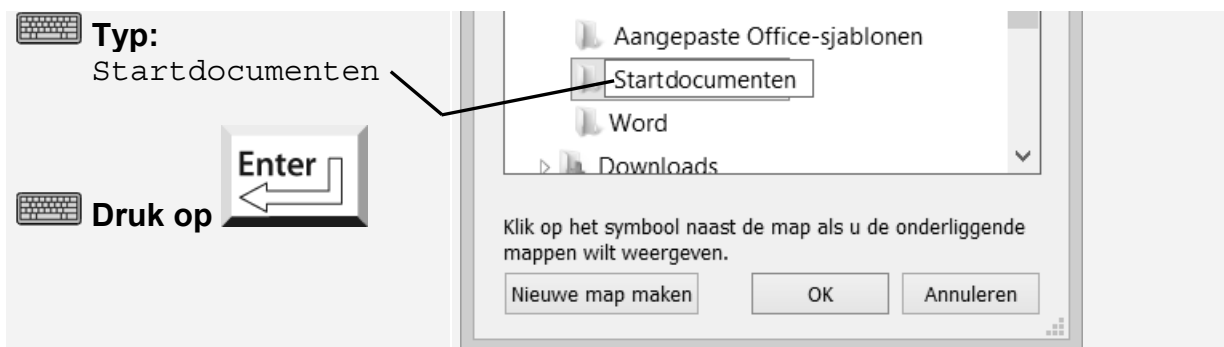 Typ:
Startdocumenten
Enter
Druk op
Aangepaste Office-sjablonen
Startdocumenten
Word
Downloads
Klik op het symbool naast de map als u de onderliggende
mappen wilt weergeven.
Nieuwe map maken
OK
Annuleren